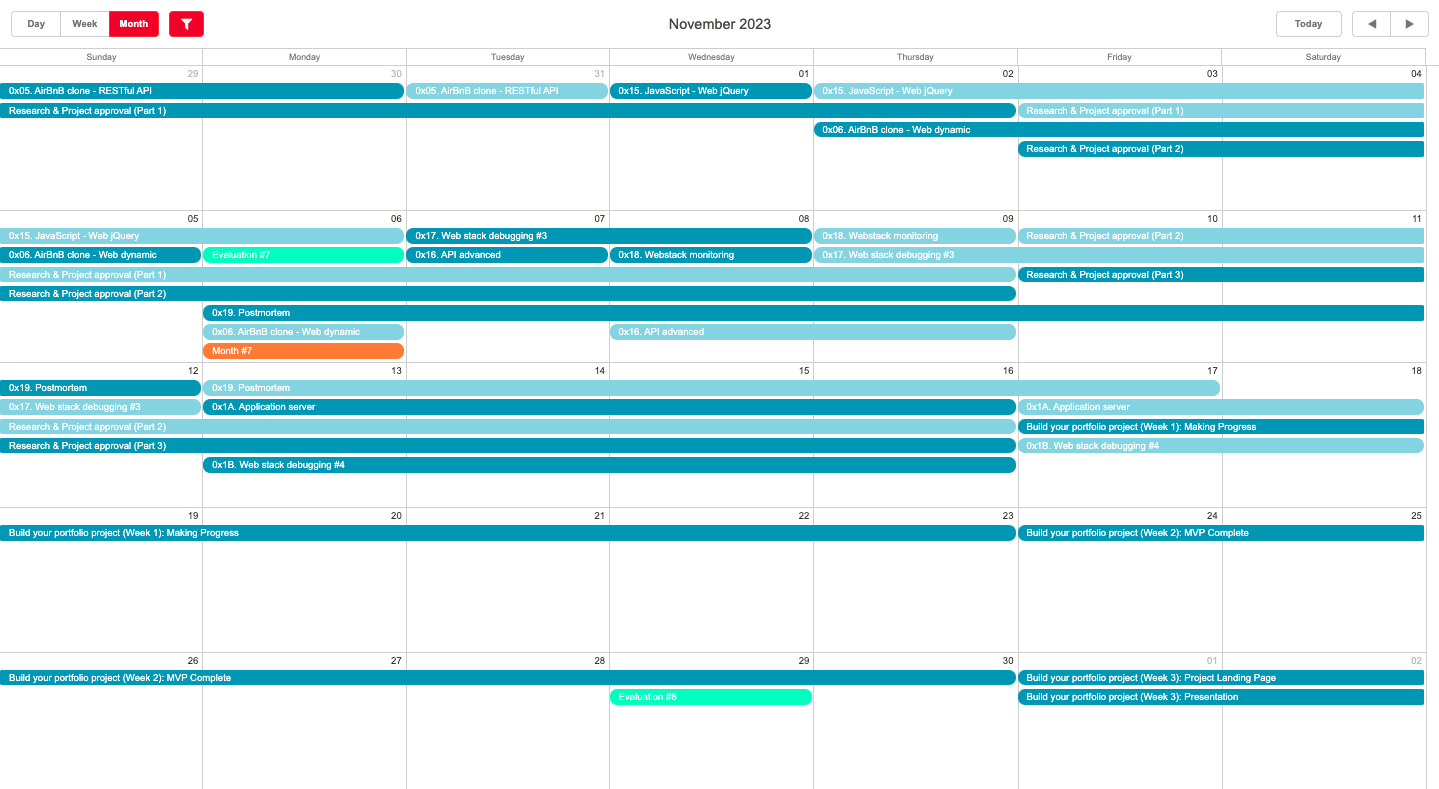 Day Week Month November 2023 Today
Sunday Monday Tuesday Wednesday Thursday Friday Saturday
29 30 31 01 02 03 04
0x05. AirBnB clone - RESTful API 0x05. AirBnB clone - RESTful API 0x15. JavaScript - Web jQuery 0x15. JavaScript - Web jQuery
Research & Project approval (Part 1) Research & Project approval (Part 1)
0x06. AirBnB clone - Web dynamic
Research & Project approval (Part 2)
05 06 07 08 09 10 11
0x15. JavaScript - Web jQuery 0x17. Web stack debugging #3 0x18. Webstack monitoring Research & Project approval (Part 2)
0x06. AirBnB clone - Web dynamic Evaluation #7 0x16. API advanced 0x18. Webstack monitoring 0x17. Web stack debugging #3
Research & Project approval (Part 1) Research & Project approval (Part 3)
Research & Project approval (Part 2)
0x19. Postmortem
0x06. AirBnB clone - Web dynamic 0x16. API advanced
Month #7
12 13 14 15 16 17 18
0x19. Postmortem 0x19. Postmortem
0x17. Web stack debugging #3 0x1A. Application server 0x1A. Application server
Research & Project approval (Part 2) Build your portfolio project (Week 1): Making Progress
Research & Project approval (Part 3) 0x1B. Web stack debugging #4
0x1B. Web stack debugging #4
19 20 21 22 23 24 25
Build your portfolio project (Week 1): Making Progress Build your portfolio project (Week 2): MVP Complete
26 27 28 29 30 01 02
Build your portfolio project (Week 2): MVP Complete Build your portfolio project (Week 3): Project Landing Page
Evaluation #8 Build your portfolio project (Week 3): Presentation